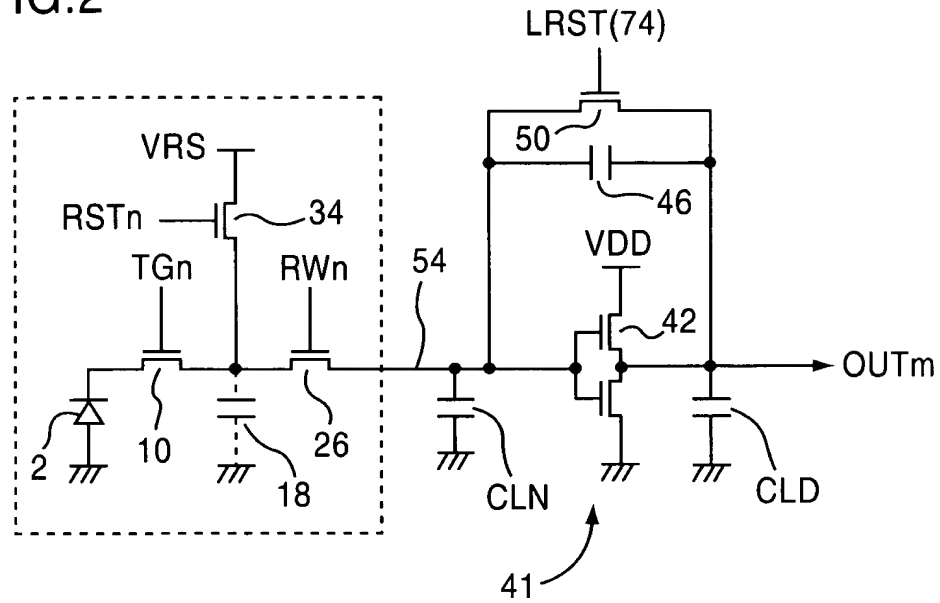 IG.2
LRST(74)
50
46
VRS
RSTn
34
TGn
RWn
54
VDD
42
OUTm
2
10
18
26
CLN
CLD
41